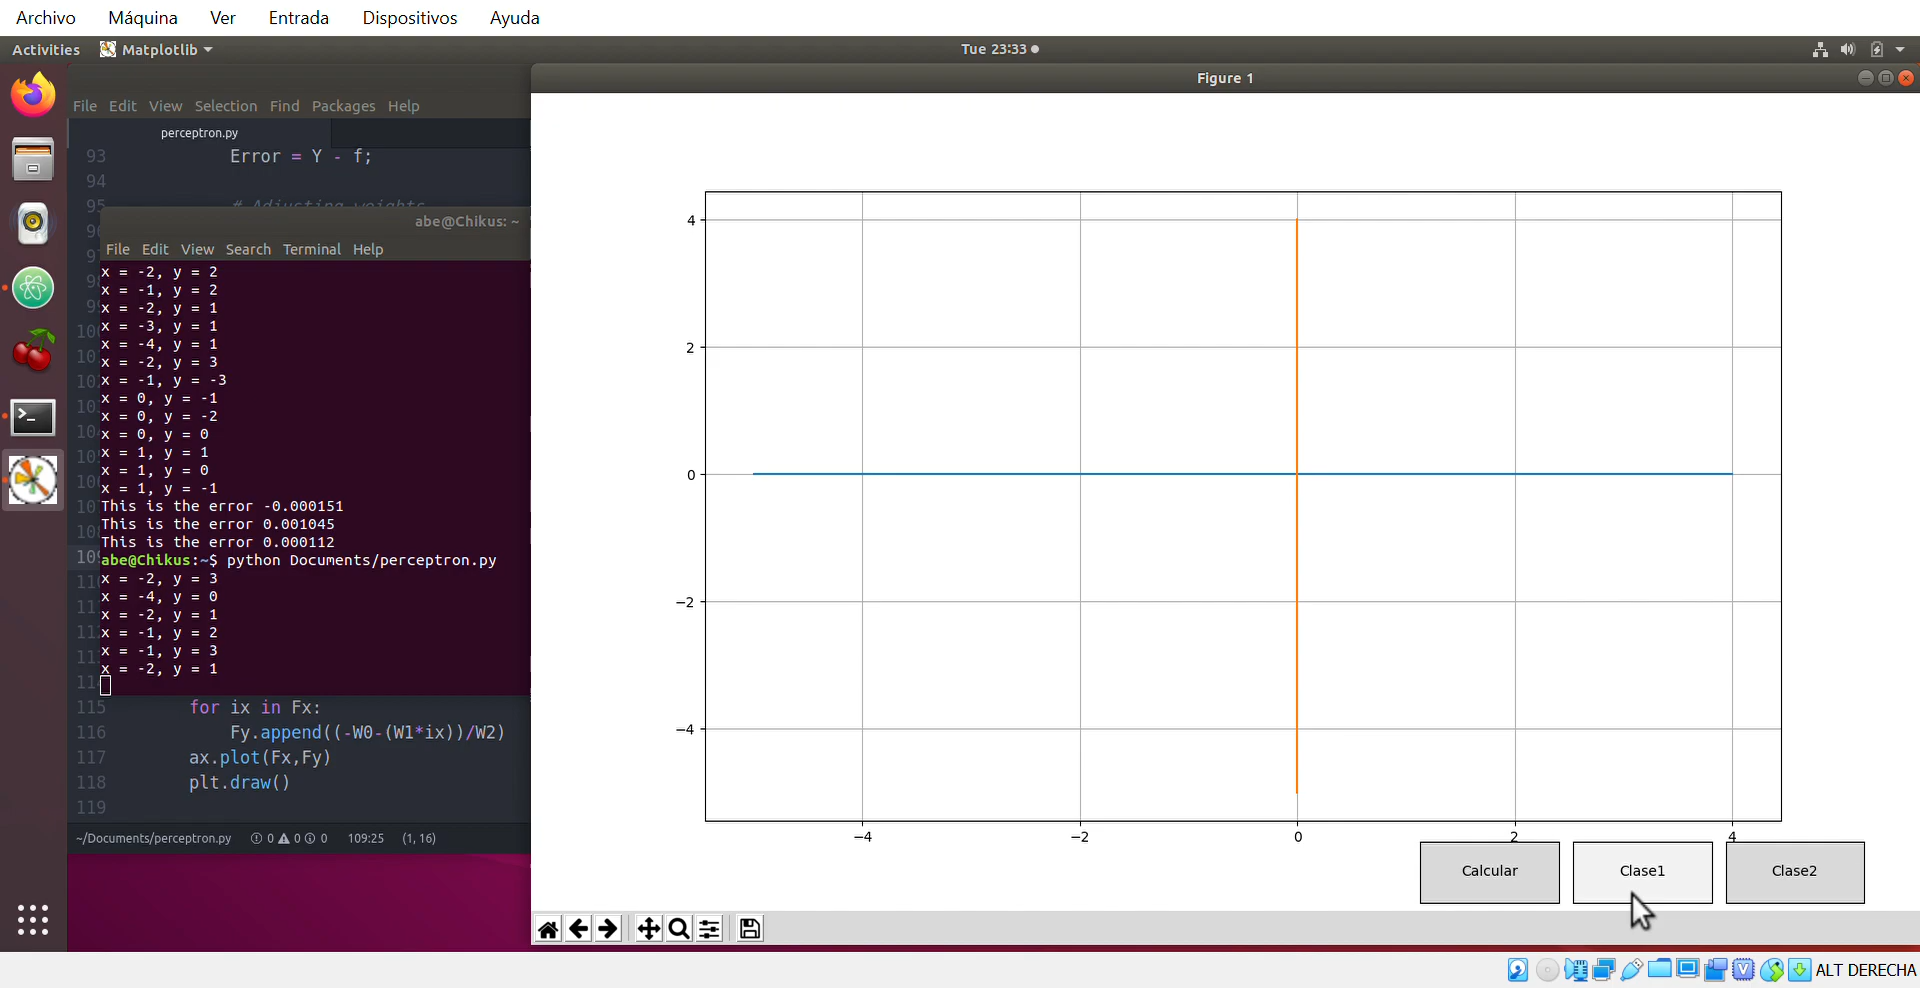 Archivo Máquina Ver Entrada Dispositivos Ayuda
Activities Matplotlib Tue 23:33
Figure 1
File Edit View Selection Find Packages Help
perceptron.py
93 Error = Y - f;
94
95 # Adjusting weights
abe@Chikus: ~
File Edit View Search Terminal Help
x = -2, y = 2
x = -1, y = 2
x = -2, y = 1
x = -3, y = 1
x = -4, y = 1
x = -2, y = 3
x = -1, y = -3
x = 0, y = -1
x = 0, y = -2
x = 0, y = 0
x = 1, y = 1
x = 1, y = 0
x = 1, y = -1
This is the error -0.000151
This is the error 0.001045
This is the error 0.000112
abe@Chikus:~$ python Documents/perceptron.py
x = -2, y = 3
x = -4, y = 0
x = -2, y = 1
x = -1, y = 2
x = -1, y = 3
x = -2, y = 1
115 for ix in Fx:
116 Fy.append((-W0-(W1*ix))/W2)
117 ax.plot(Fx,Fy)
118 plt.draw()
119
~/Documents/perceptron.py 0 0 0 109:25 (1, 16)
4
2
0
−2
−4
−4 −2 0 2 4
Calcular Clase1 Clase2
ALT DERECHA